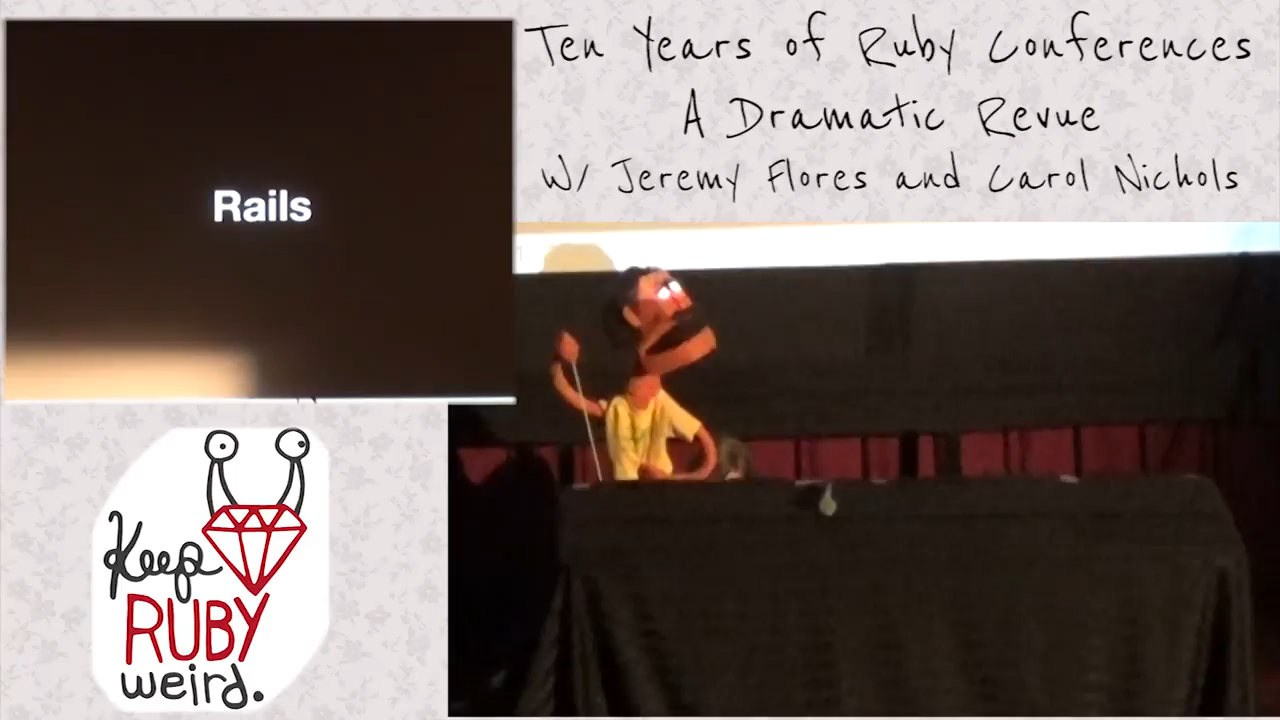 Rails
Ten Years of Ruby Conferences
A Dramatic Revue
W/ Jeremy Flores and Carol Nichols
Keep
RUBY
weird.